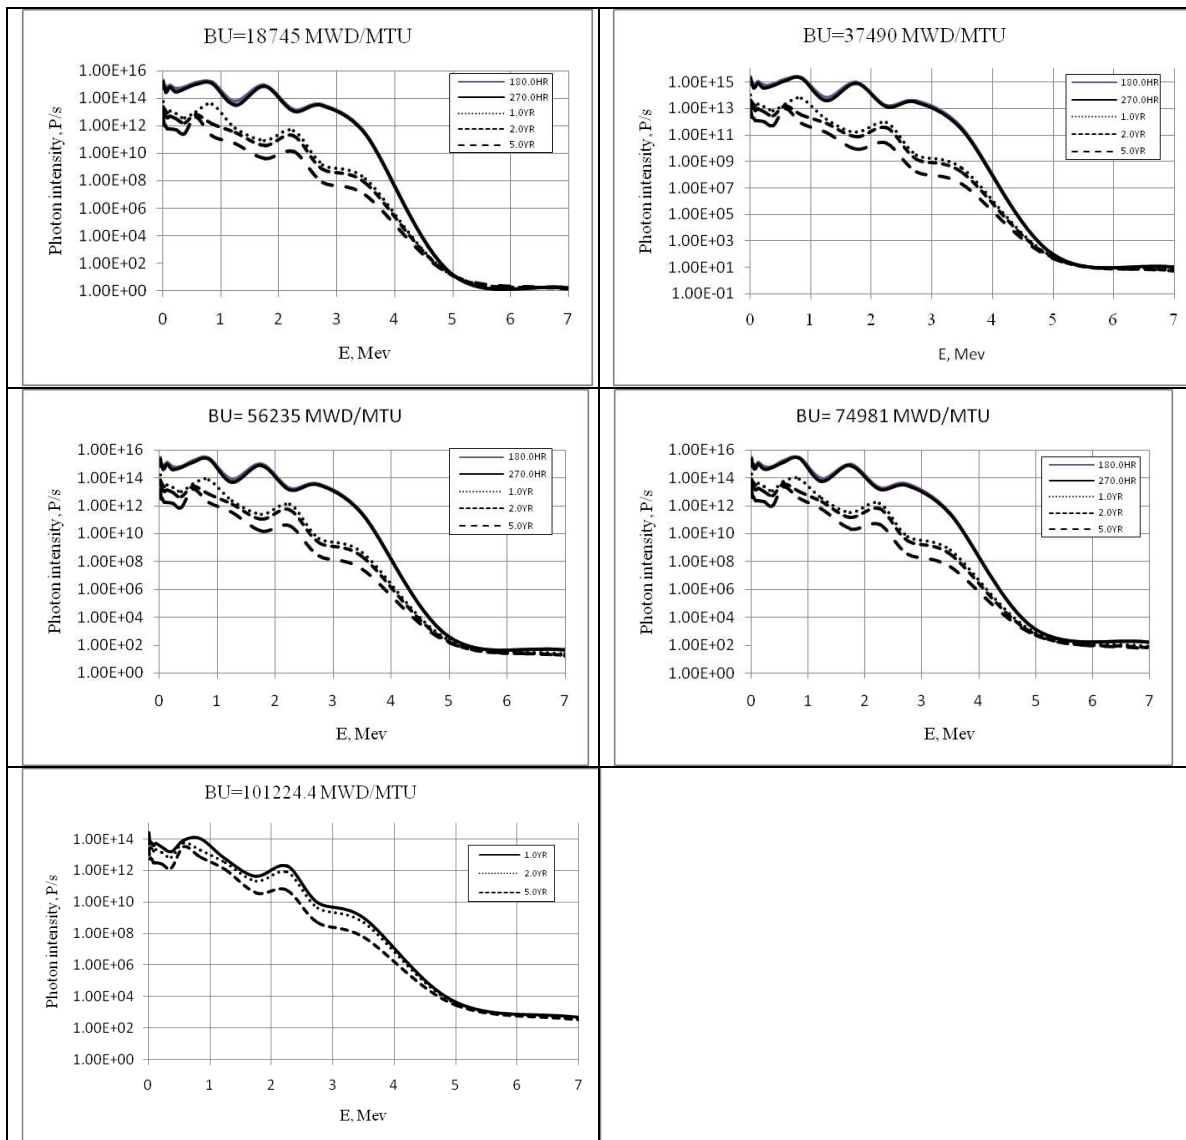 BU=18745 MWD/MTU
1.00E+16
1.00E+14
1.00E+12
1.00E+10
1.00E+08
1.00E+06
1.00E+04
1.00E+02
1.00E+00
Photon intensity, P/s
180.0HR
270.0HR
1.0YR
2.0YR
5.0YR
0 1 2 3 4 5 6 7
E, Mev
BU=37490 MWD/MTU
1.00E+15
1.00E+13
1.00E+11
1.00E+09
1.00E+07
1.00E+05
1.00E+03
1.00E+01
1.00E-01
Photon intensity, P/s
180.0HR
270.0HR
1.0YR
2.0YR
5.0YR
0 1 2 3 4 5 6 7
E, Mev
BU= 56235 MWD/MTU
1.00E+16
1.00E+14
1.00E+12
1.00E+10
1.00E+08
1.00E+06
1.00E+04
1.00E+02
1.00E+00
Photon intensity, P/s
180.0HR
270.0HR
1.0YR
2.0YR
5.0YR
0 1 2 3 4 5 6 7
E, Mev
BU= 74981 MWD/MTU
1.00E+16
1.00E+14
1.00E+12
1.00E+10
1.00E+08
1.00E+06
1.00E+04
1.00E+02
1.00E+00
Photon intensity, P/s
180.0HR
270.0HR
1.0YR
2.0YR
5.0YR
0 1 2 3 4 5 6 7
E, Mev
BU=101224.4 MWD/MTU
1.00E+14
1.00E+12
1.00E+10
1.00E+08
1.00E+06
1.00E+04
1.00E+02
1.00E+00
Photon intensity, P/s
1.0YR
2.0YR
5.0YR
0 1 2 3 4 5 6 7
E, Mev